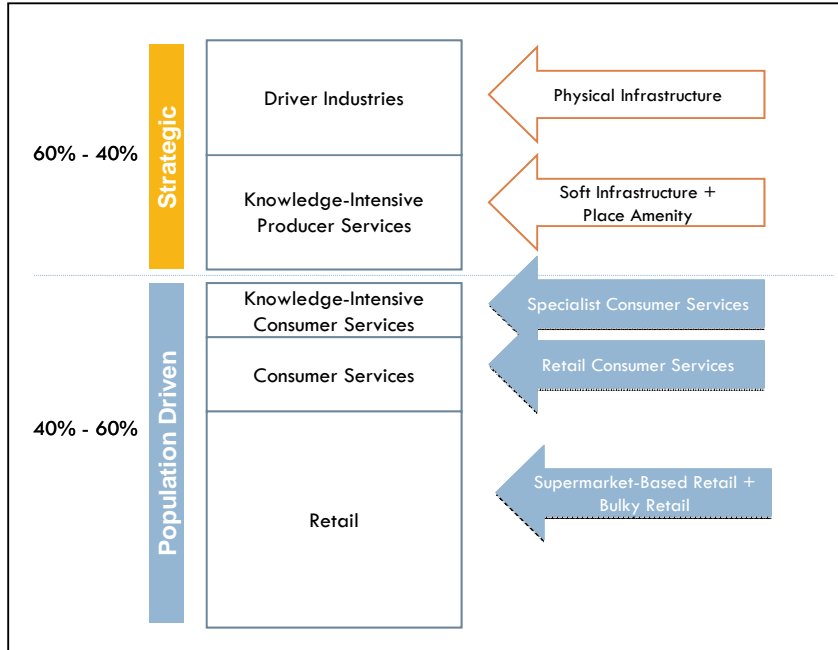 60% - 40%
Strategic
Driver Industries
Physical Infrastructure
Knowledge-Intensive
Producer Services
Soft Infrastructure +
Place Amenity
40% - 60%
Population Driven
Knowledge-Intensive
Consumer Services
Specialist Consumer Services
Consumer Services
Retail Consumer Services
Retail
Supermarket-Based Retail +
Bulky Retail